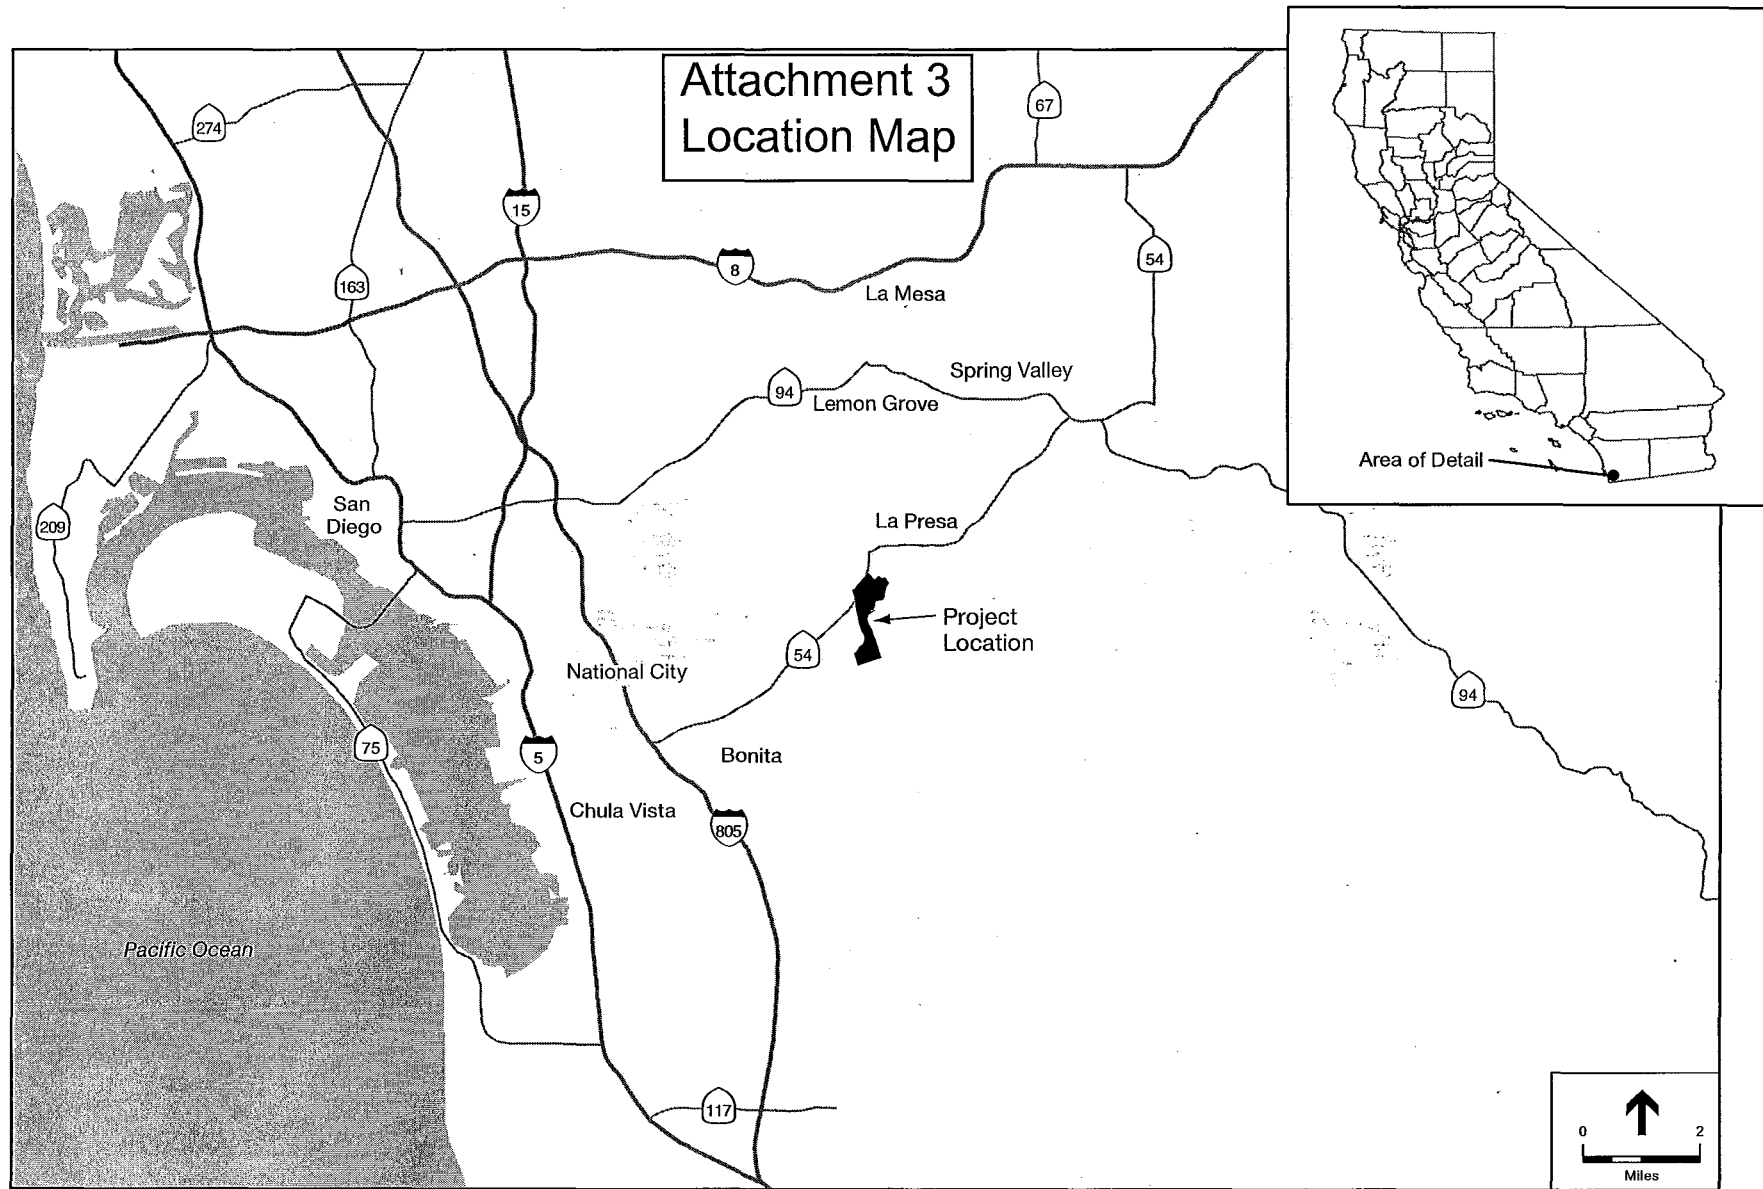 Attachment 3
Location Map
67
274
15
54
8
163
La Mesa
Spring Valley
94
Lemon Grove
Area of Detail
San
Diego
209
La Presa
Project
Location
54
National City
94
75
5
Bonita
Chula Vista
805
Pacific Ocean
117
0 2
Miles